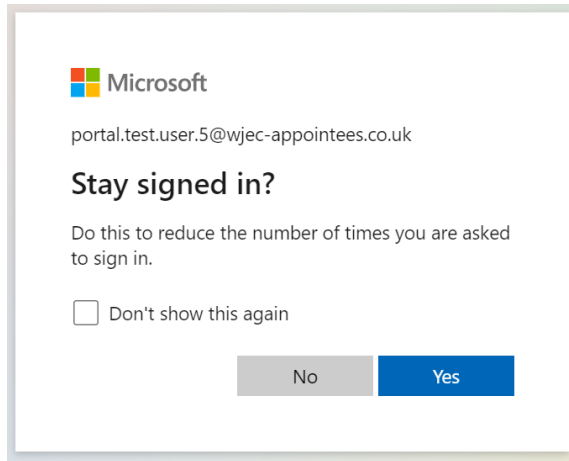 Microsoft
portal.test.user.5@wjec-appointees.co.uk
Stay signed in?
Do this to reduce the number of times you are asked
to sign in.
Don't show this again
No
Yes